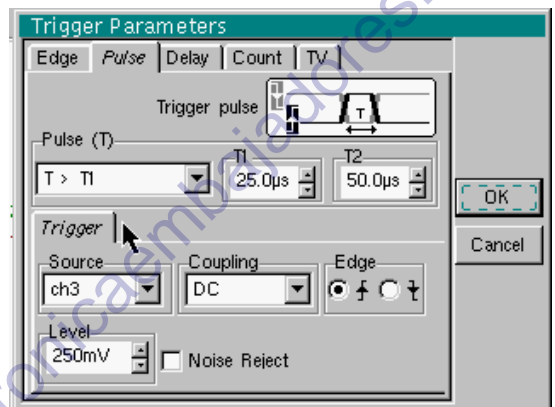 Trigger Parameters
Edge Pulse Delay Count TV
Trigger pulse T
Pulse (T)
T > T1
T1
25.0µs
T2
50.0µs
OK
Cancel
Trigger
Source
ch3
Coupling
DC
Edge
Level
250mV
Noise Reject